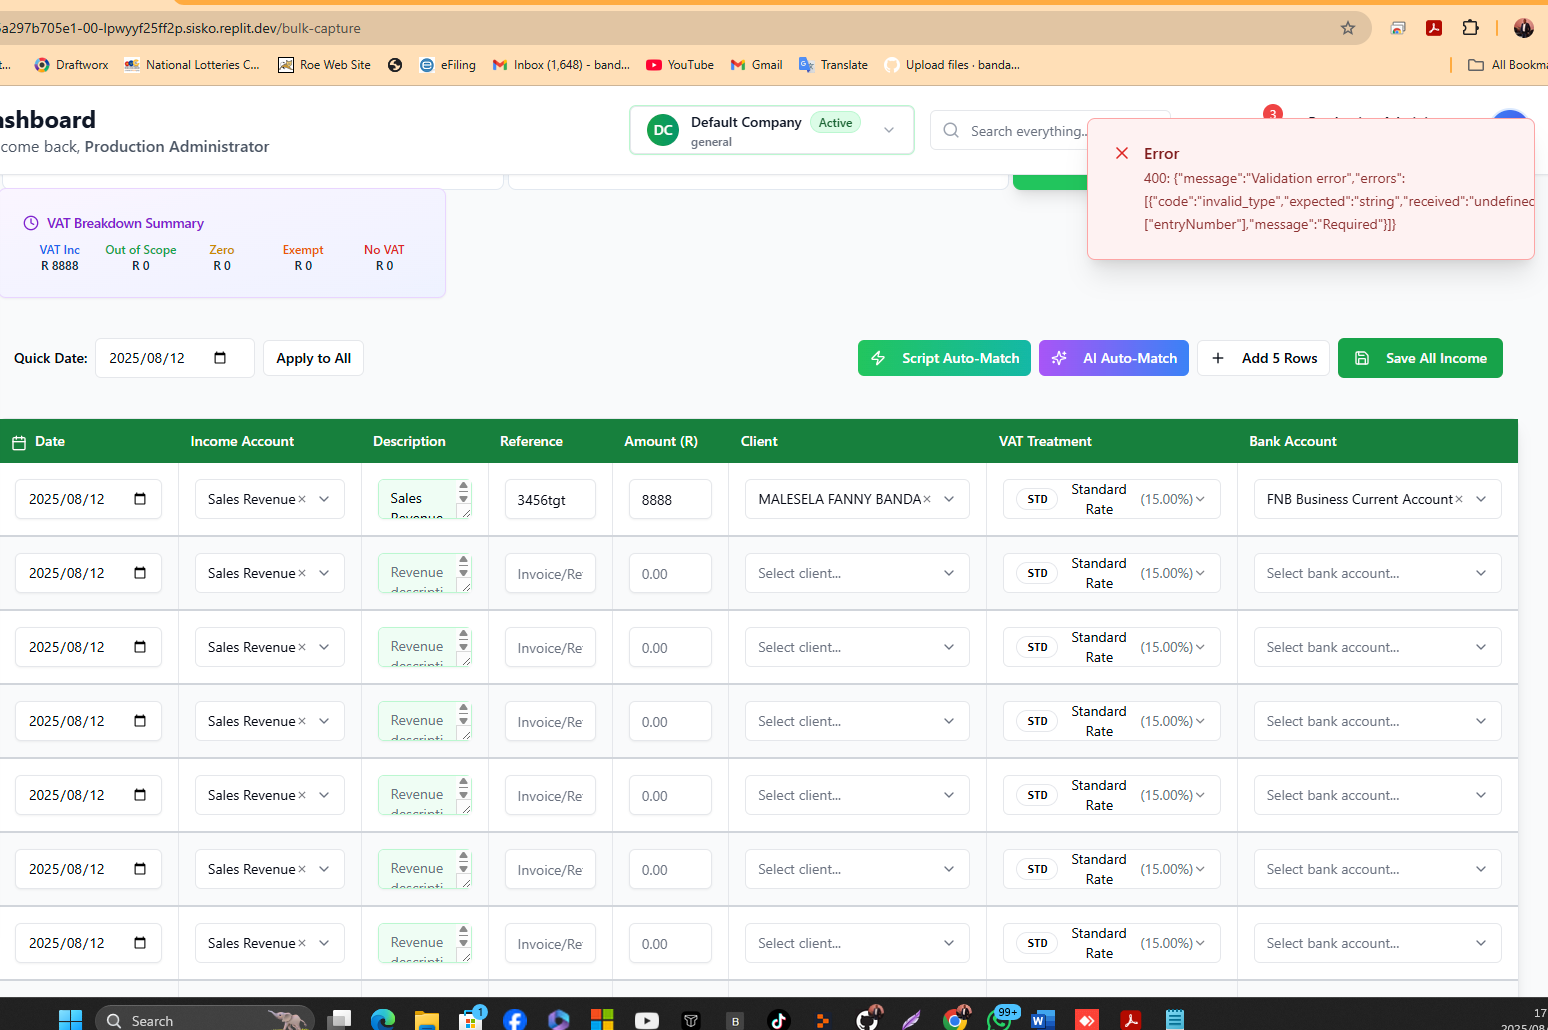 5a297b705e1-00-lpwyyf25ff2p.sisko.replit.dev/bulk-capture
t...
Draftworx
National Lotteries C...
Roe Web Site
eFiling
Inbox (1,648) - band...
YouTube
Gmail
Translate
Upload files · banda...
All Bookma
ashboard
come back, Production Administrator
DC
Default Company
Active
general
Search everything..
3
Error
400: {"message":"Validation error","errors":
[{"code":"invalid_type","expected":"string","received":"undefined
["entryNumber"],"message":"Required"}]}
VAT Breakdown Summary
VAT Inc Out of Scope Zero Exempt No VAT
R 8888 R 0 R 0 R 0 R 0
Quick Date: 2025/08/12 Apply to All
Script Auto-Match
AI Auto-Match
+ Add 5 Rows
Save All Income
Date Income Account Description Reference Amount (R) Client VAT Treatment Bank Account
2025/08/12 Sales Revenue× Sales Revenue 3456tgt 8888 MALESELA FANNY BANDA× STD Standard Rate (15.00%) FNB Business Current Account×
2025/08/12 Sales Revenue× Revenue descripti Invoice/Re 0.00 Select client... STD Standard Rate (15.00%) Select bank account...
2025/08/12 Sales Revenue× Revenue descripti Invoice/Re 0.00 Select client... STD Standard Rate (15.00%) Select bank account...
2025/08/12 Sales Revenue× Revenue descripti Invoice/Re 0.00 Select client... STD Standard Rate (15.00%) Select bank account...
2025/08/12 Sales Revenue× Revenue descripti Invoice/Re 0.00 Select client... STD Standard Rate (15.00%) Select bank account...
2025/08/12 Sales Revenue× Revenue descripti Invoice/Re 0.00 Select client... STD Standard Rate (15.00%) Select bank account...
2025/08/12 Sales Revenue× Revenue descripti Invoice/Re 0.00 Select client... STD Standard Rate (15.00%) Select bank account...
Search
1
B
99+
17